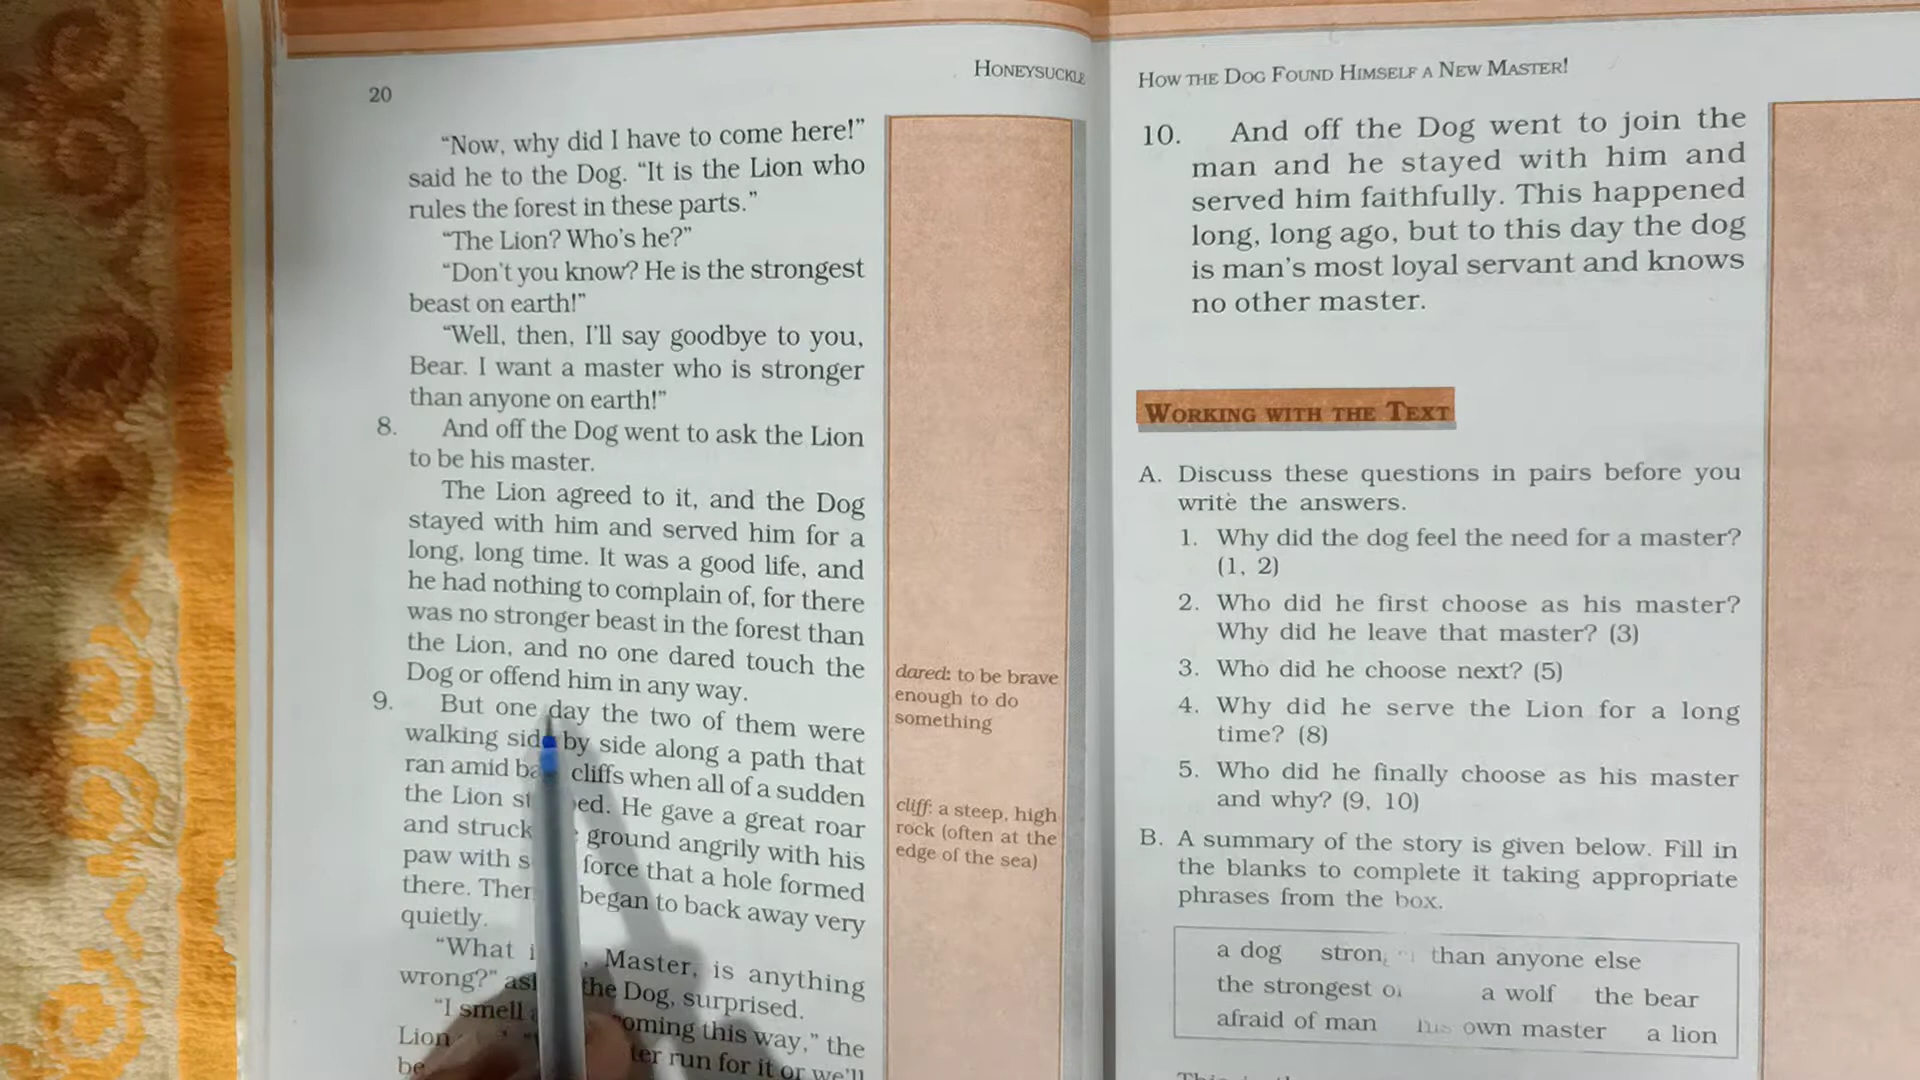 20
HONEYSUCKLE
“Now, why did I have to come here!”
said he to the Dog. “It is the Lion who
rules the forest in these parts.”
“The Lion? Who's he?”
“Don't you know? He is the strongest
beast on earth!”
“Well, then, I'll say goodbye to you,
Bear. I want a master who is stronger
than anyone on earth!”
8. And off the Dog went to ask the Lion
to be his master.
The Lion agreed to it, and the Dog
stayed with him and served him for a
long, long time. It was a good life, and
he had nothing to complain of, for there
was no stronger beast in the forest than
the Lion, and no one dared touch the
Dog or offend him in any way.
9. But one day the two of them were
walking side by side along a path that
ran amid cliffs when all of a sudden
the Lion He gave a great roar
and struck ground angrily with his
paw with force that a hole formed
there. began to back away very
quietly.
“What Master, is anything
wrong?” the Dog, surprised.
“I smell coming this way,” the
Lion
run for it or we'll
dared: to be brave
enough to do
something
cliff: a steep, high
rock (often at the
edge of the sea)
HOW THE DOG FOUND HIMSELF A NEW MASTER!
10. And off the Dog went to join the
man and he stayed with him and
served him faithfully. This happened
long, long ago, but to this day the dog
is man's most loyal servant and knows
no other master.
WORKING WITH THE TEXT
A. Discuss these questions in pairs before you
write the answers.
1. Why did the dog feel the need for a master?
(1, 2)
2. Who did he first choose as his master?
Why did he leave that master? (3)
3. Who did he choose next? (5)
4. Why did he serve the Lion for a long
time? (8)
5. Who did he finally choose as his master
and why? (9, 10)
B. A summary of the story is given below. Fill in
the blanks to complete it taking appropriate
phrases from the box.
a dog than anyone else
the strongest a wolf the bear
afraid of man own master a lion